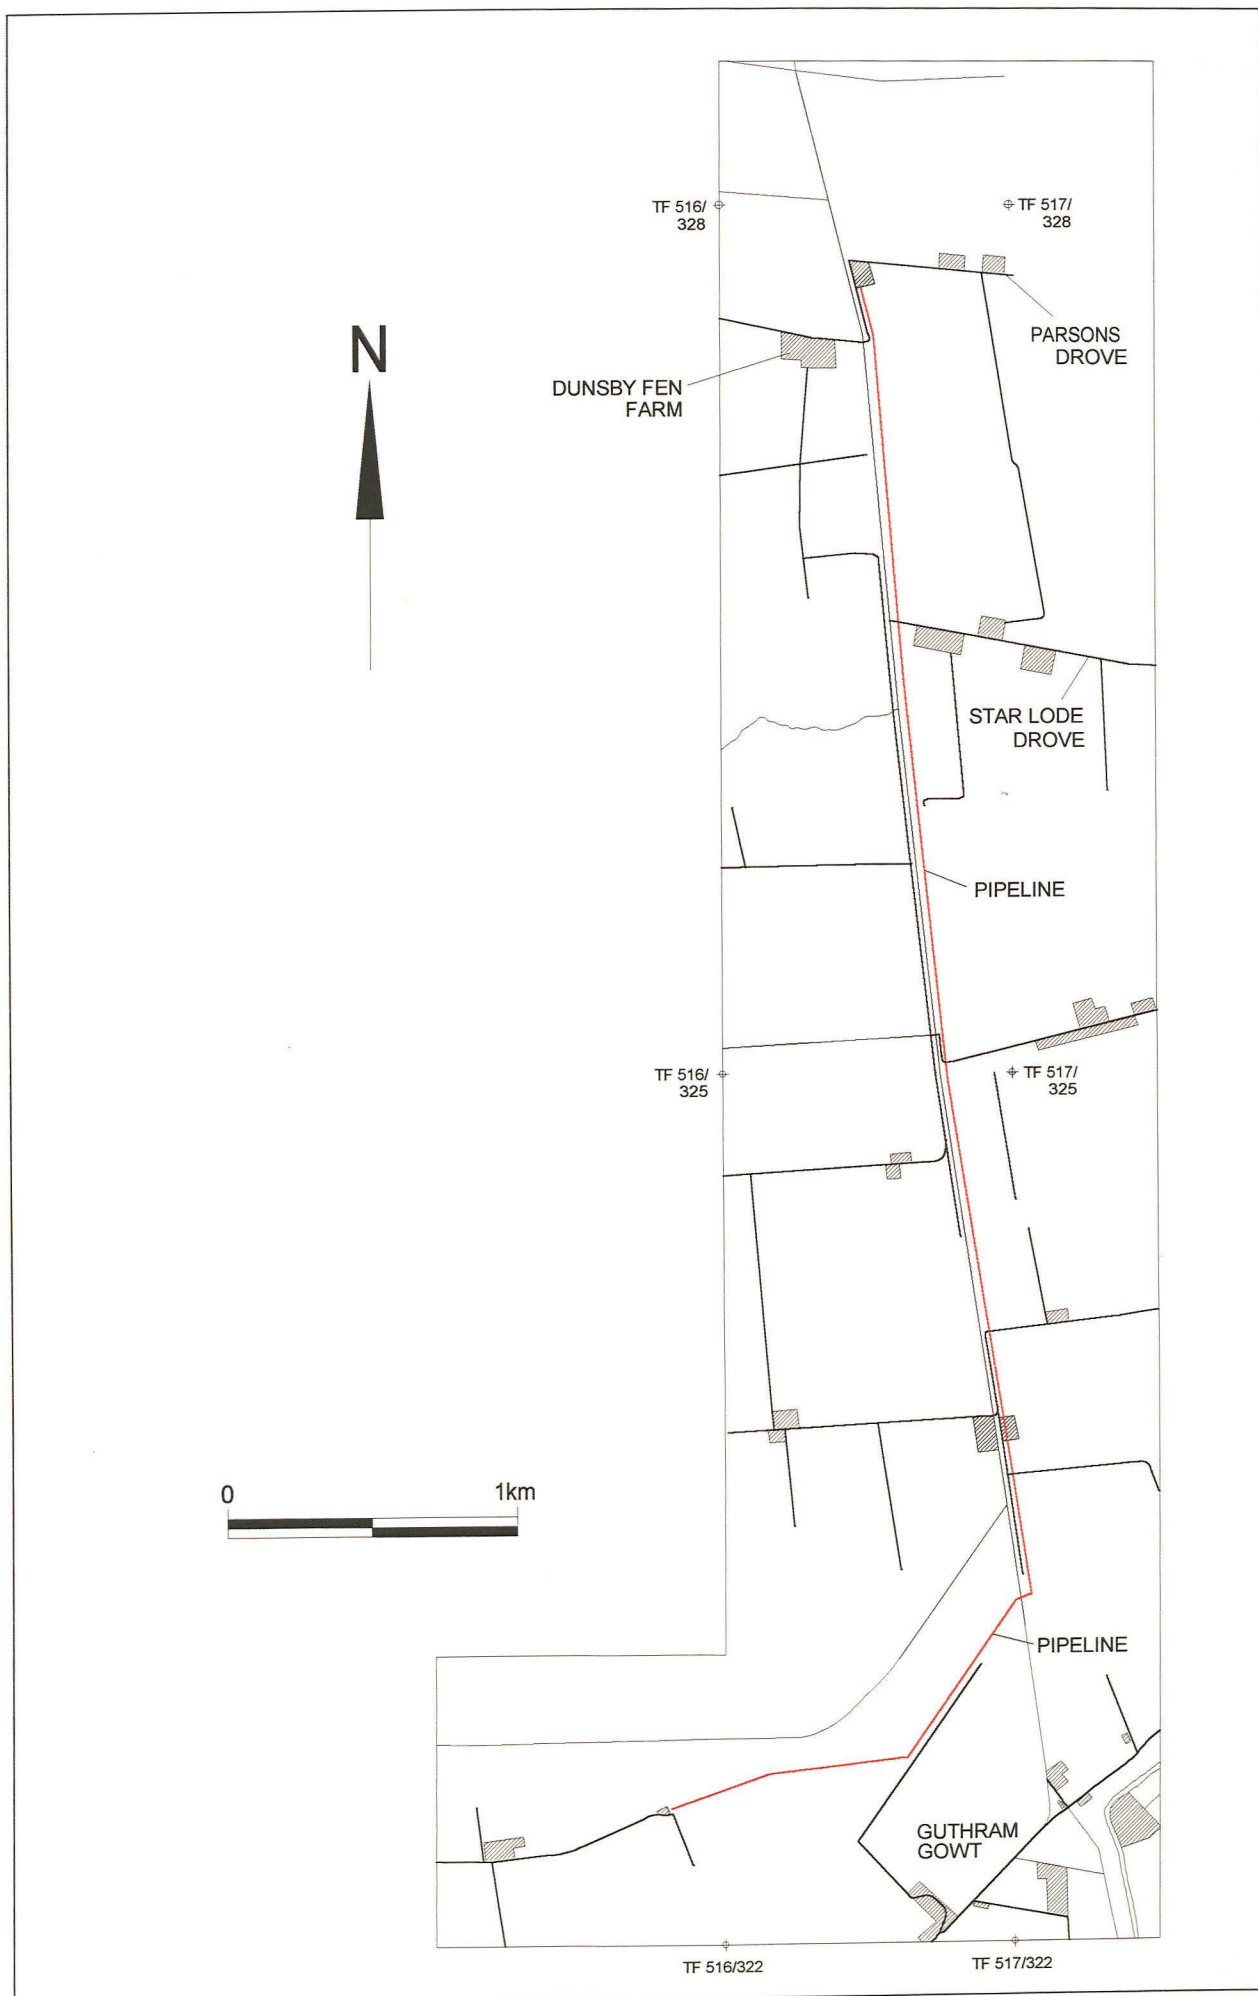 TF 516/
328
TF 517/
328
N
PARSONS
DROVE
DUNSBY FEN
FARM
STAR LODE
DROVE
PIPELINE
TF 516/
325
TF 517/
325
0
1km
PIPELINE
GUTHRAM
GOWT
TF 516/322
TF 517/322